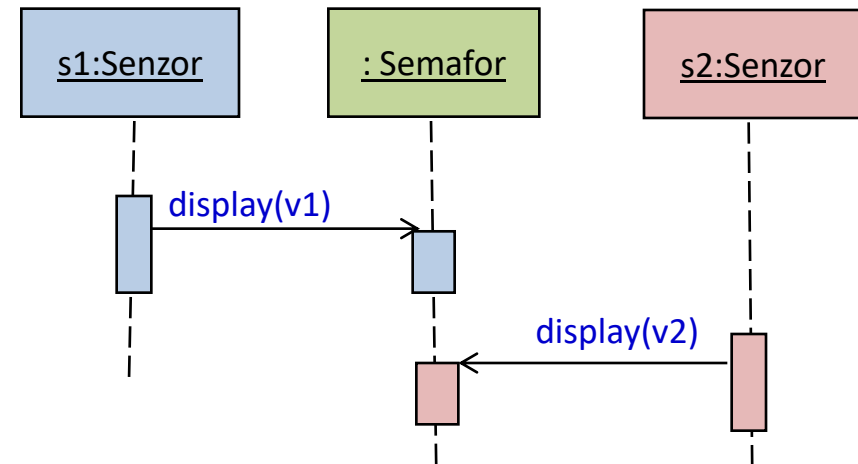 s1:Senzor
: Semafor
s2:Senzor
display(v1)
display(v2)